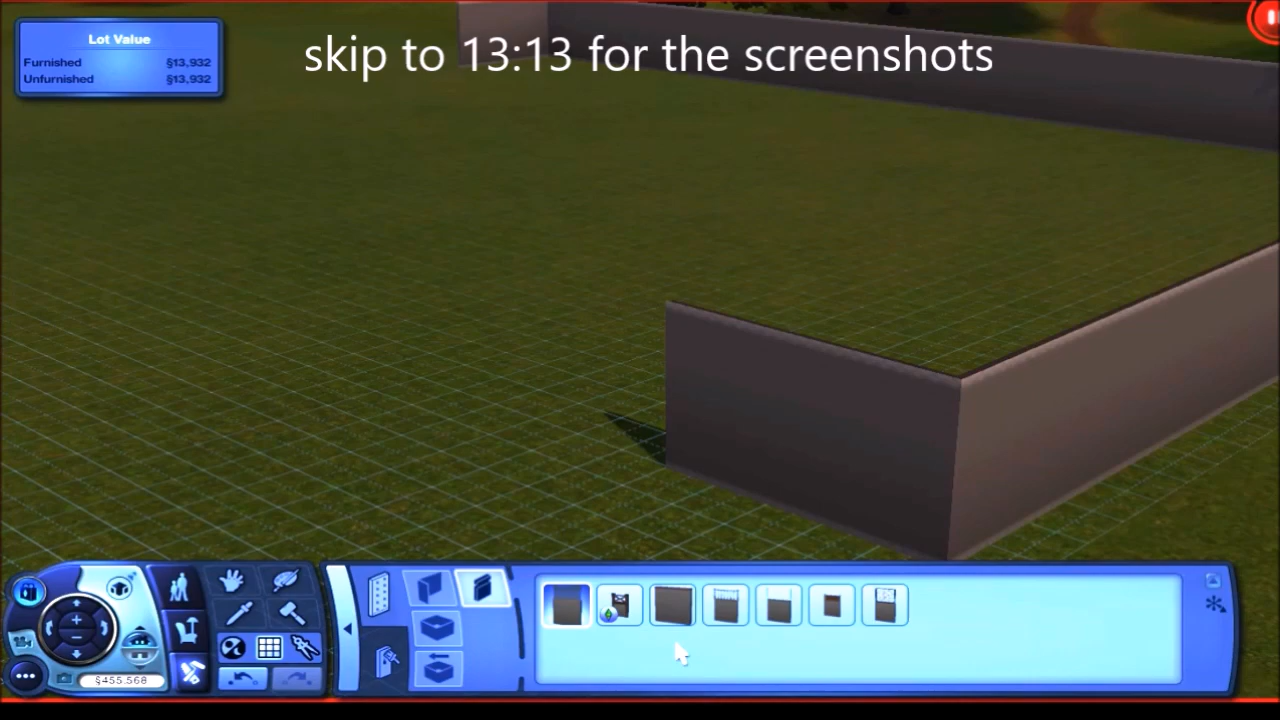 skip to 13:13 for the screenshots
Lot Value
Furnished §13,932
Unfurnished §13,932
§455,568